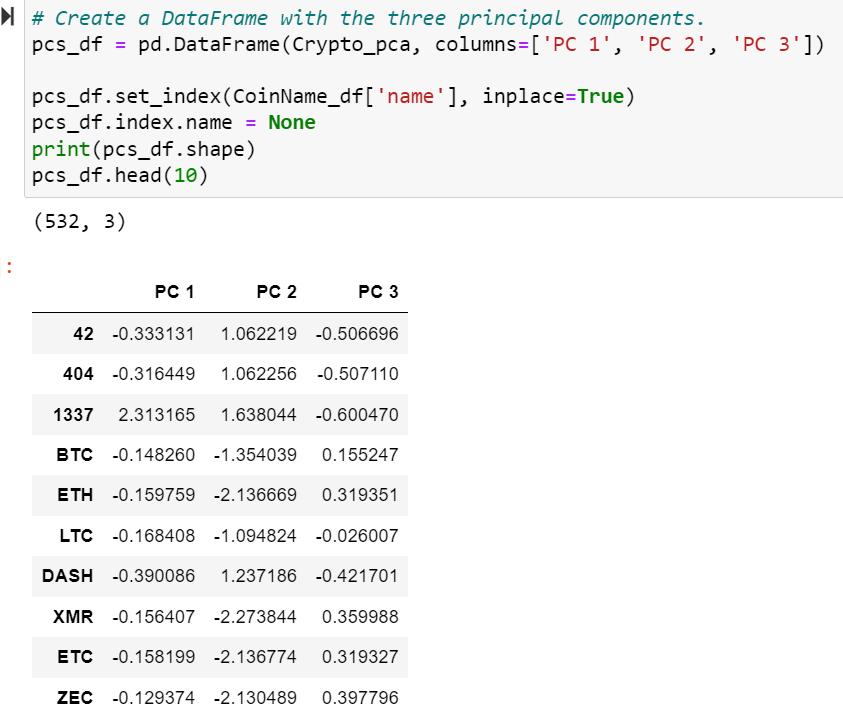 # Create a DataFrame with the three principal components.
pcs_df = pd.DataFrame(Crypto_pca, columns=['PC 1', 'PC 2', 'PC 3'])
pcs_df.set_index(CoinName_df['name'], inplace=True)
pcs_df.index.name = None
print(pcs_df.shape)
pcs_df.head(10)
(532, 3)
:
PC 1 PC 2 PC 3
42 -0.333131 1.062219 -0.506696
404 -0.316449 1.062256 -0.507110
1337 2.313165 1.638044 -0.600470
BTC -0.148260 -1.354039 0.155247
ETH -0.159759 -2.136669 0.319351
LTC -0.168408 -1.094824 -0.026007
DASH -0.390086 1.237186 -0.421701
XMR -0.156407 -2.273844 0.359988
ETC -0.158199 -2.136774 0.319327
ZEC -0.129374 -2.130489 0.397796